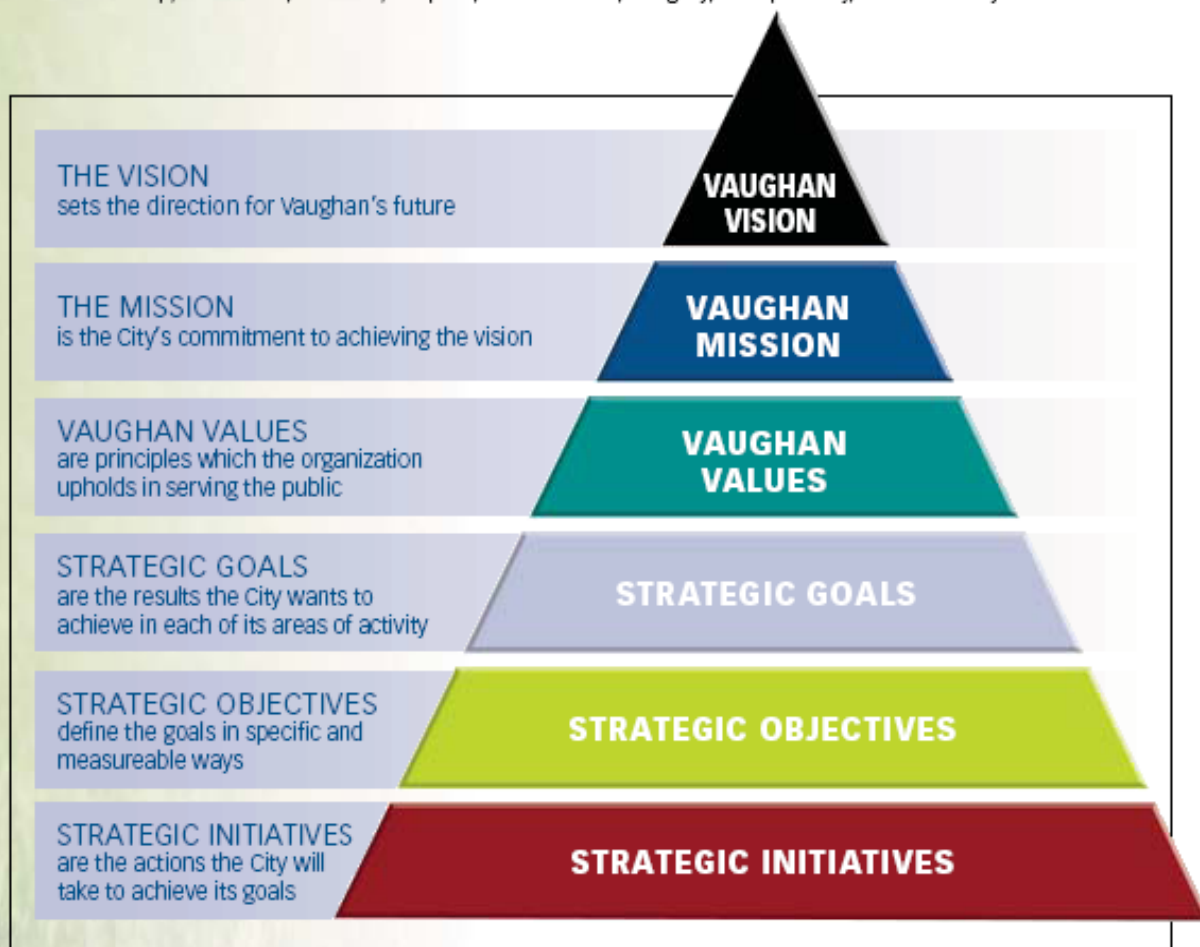 THE VISION
sets the direction for Vaughan's future
VAUGHAN
VISION
THE MISSION
is the City's commitment to achieving the vision
VAUGHAN
MISSION
VAUGHAN VALUES
are principles which the organization
upholds in serving the public
VAUGHAN
VALUES
STRATEGIC GOALS
are the results the City wants to
achieve in each of its areas of activity
STRATEGIC GOALS
STRATEGIC OBJECTIVES
define the goals in specific and
measureable ways
STRATEGIC OBJECTIVES
STRATEGIC INITIATIVES
are the actions the City will
take to achieve its goals
STRATEGIC INITIATIVES